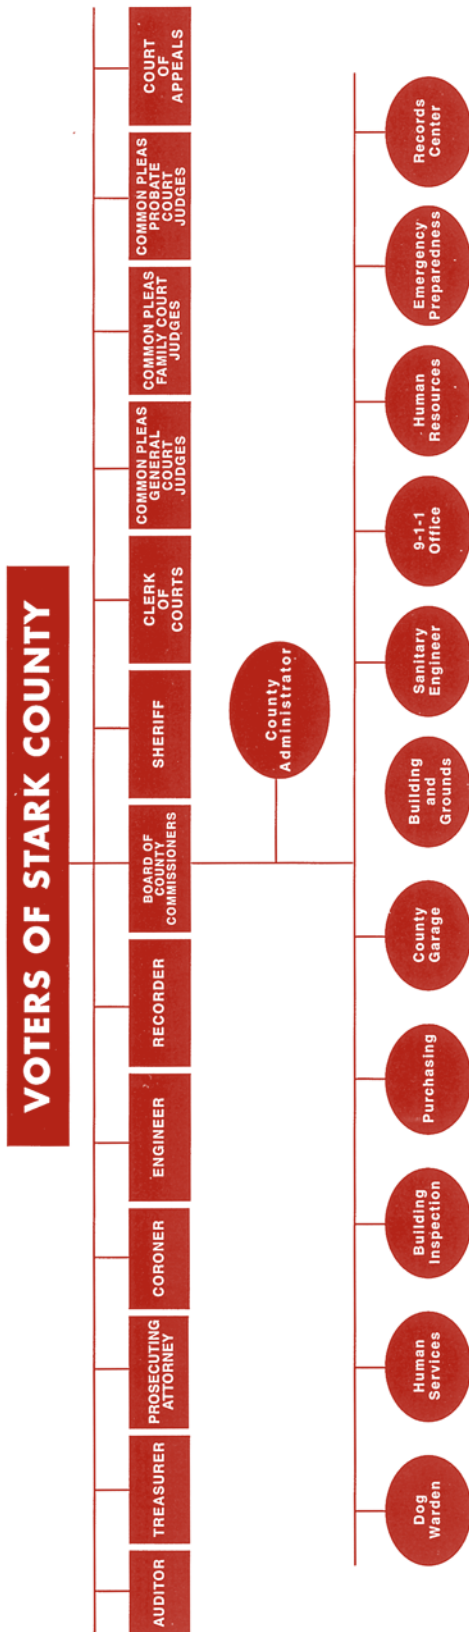 VOTERS OF STARK COUNTY
AUDITOR
TREASURER
PROSECUTING
ATTORNEY
CORONER
ENGINEER
RECORDER
BOARD OF
COUNTY
COMMISSIONERS
SHERIFF
CLERK
OF
COURTS
COMMON PLEAS
GENERAL
COURT
JUDGES
COMMON PLEAS
FAMILY COURT
JUDGES
COMMON PLEAS
PROBATE
COURT
JUDGES
COURT
OF
APPEALS
County
Administrator
Dog
Warden
Human
Services
Building
Inspection
Purchasing
County
Garage
Building
and
Grounds
Sanitary
Engineer
9-1-1
Office
Human
Resources
Emergency
Preparedness
Records
Center